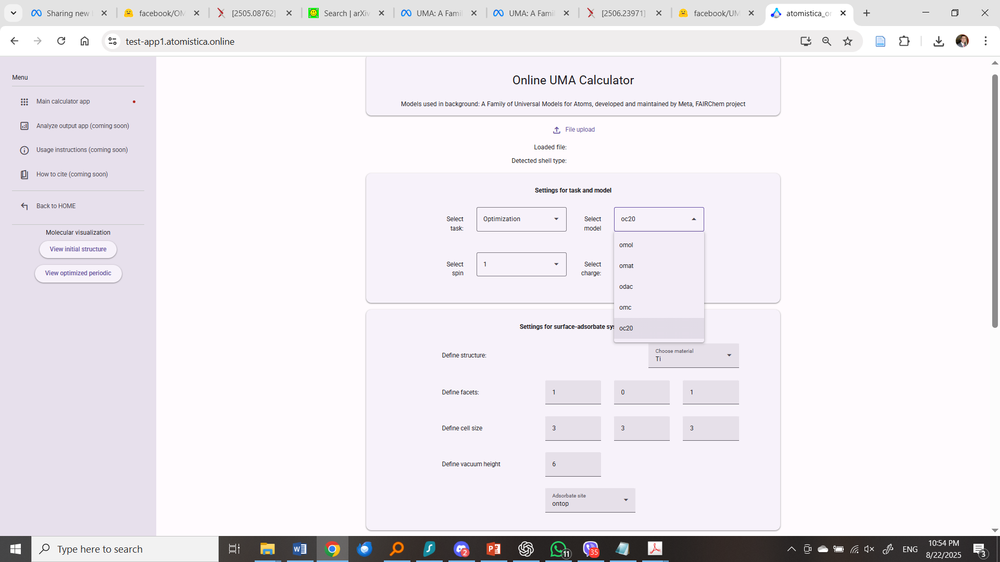 Sharing new
facebook/OM
[2505.08762]
Search | arXiv
UMA: A Fami
UMA: A Fami
[2506.23971]
facebook/UM
atomistica_or
test-app1.atomistica.online
Menu
Main calculator app
Analyze output app (coming soon)
Usage instructions (coming soon)
How to cite (coming soon)
Back to HOME
Molecular visualization
View initial structure
View optimized periodic
Online UMA Calculator
Models used in background: A Family of Universal Models for Atoms, developed and maintained by Meta, FAIRChem project
File upload
Loaded file:
Detected shell type:
Settings for task and model
Select task:
Optimization
Select model
oc20
omol
omat
odac
omc
oc20
Select spin
1
Select charge:
Settings for surface-adsorbate sys
Define structure:
Choose material
Ti
Define facets:
1
0
1
Define cell size
3
3
3
Define vacuum height
6
Adsorbate site
ontop
Type here to search
2
11
35
ENG
10:54 PM
8/22/2025
3